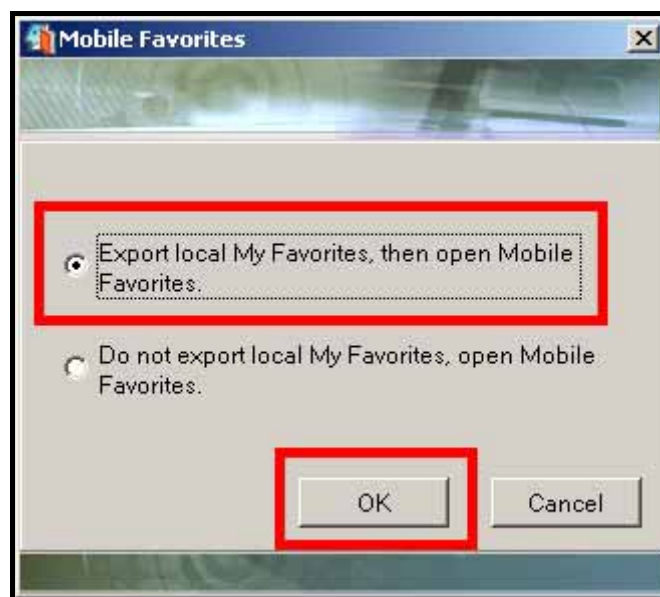 Mobile Favorites
Export local My Favorites, then open Mobile
Favorites.
Do not export local My Favorites, open Mobile
Favorites.
OK
Cancel